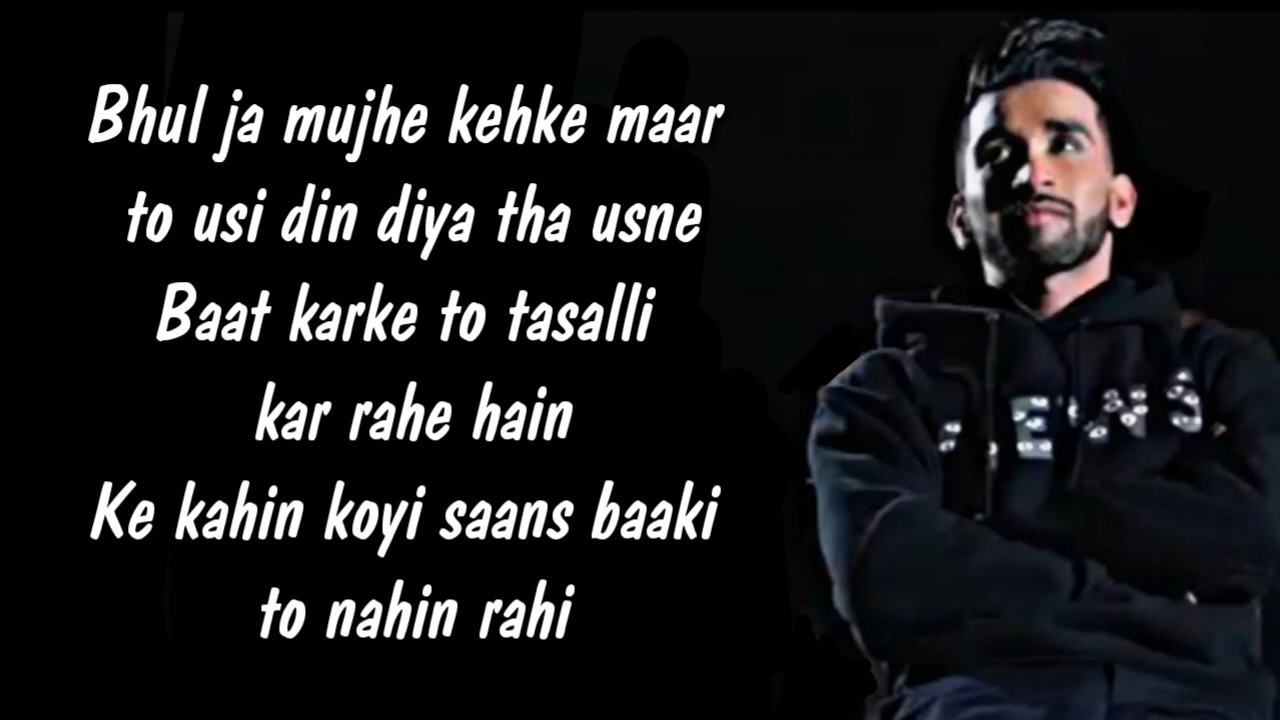 Bhul ja mujhe kehke maar
to usi din diya tha usne
Baat karke to tasalli
kar rahe hain
Ke kahin koyi saans baaki
to nahin rahi